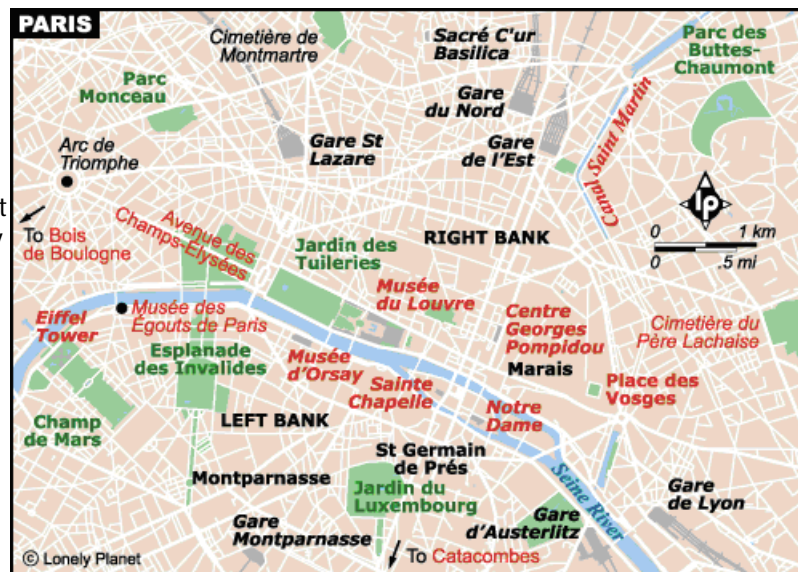 PARIS
Cimetière de
Montmartre
Sacré C'ur
Basilica
Parc des
Buttes-
Chaumont
Parc
Monceau
Gare
du Nord
Arc de
Triomphe
Gare St
Lazare
Gare
de l'Est
Canal Saint Martin
lp
t
To Bois
de Boulogne
Avenue des
Champs-Élysées
Jardin des
Tuileries
RIGHT BANK
0 1 km
0 .5 mi
Musée
du Louvre
Eiffel
Tower
Musée des
Égouts de Paris
Centre
Georges
Pompidou
Cimetière du
Père Lachaise
Esplanade
des Invalides
Musée
d'Orsay
Marais
Sainte
Chapelle
Place des
Vosges
Champ
de Mars
LEFT BANK
Notre
Dame
St Germain
de Prés
Montparnasse
Jardin du
Luxembourg
Seine River
Gare
de Lyon
Gare
Montparnasse
Gare
d'Austerlitz
© Lonely Planet
To Catacombes